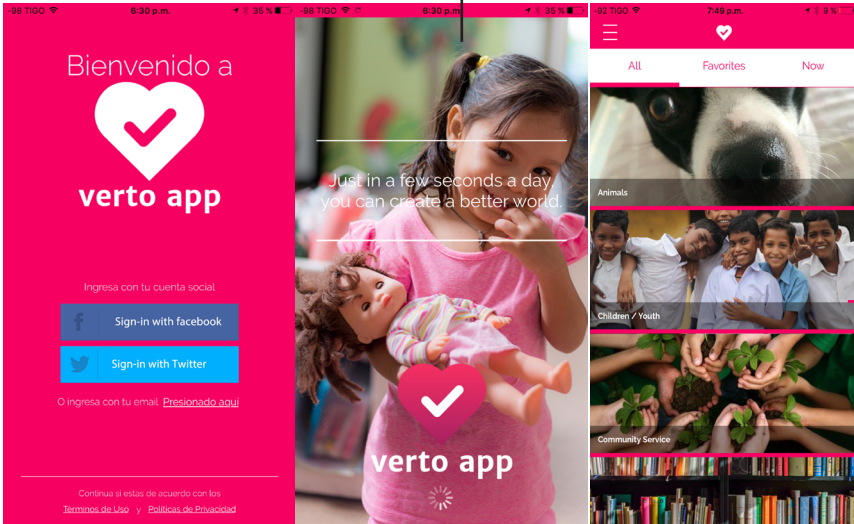 -98 TIGO 6:30 p.m. 35 %
Bienvenido a
verto app
Ingresa con tu cuenta social
f Sign-in with facebook
Sign-in with Twitter
O ingresa con tu email Presionado aquí
Continua si estas de acuerdo con los
Términos de Uso y Políticas de Privacidad
-98 TIGO 6:30 p.m. 35 %
Just in a few seconds a day,
you can create a better world.
verto app
-92 TIGO 7:49 p.m. 9 %
All Favorites Now
Animals
Children / Youth
Community Service